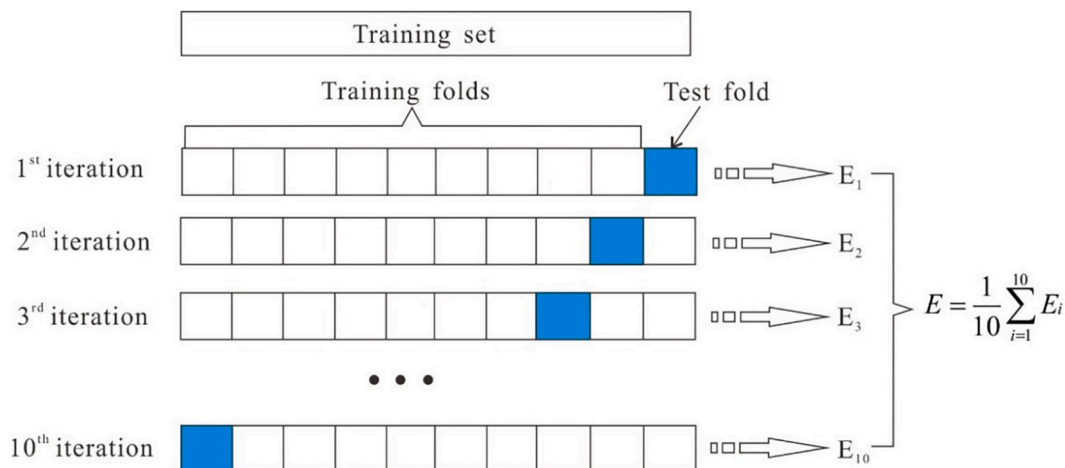 Training set
Training folds
Test fold
1st iteration
E1
2nd iteration
E2
3rd iteration
E3
E = 1/10 10∑i=1 Ei
• • •
10th iteration
E10